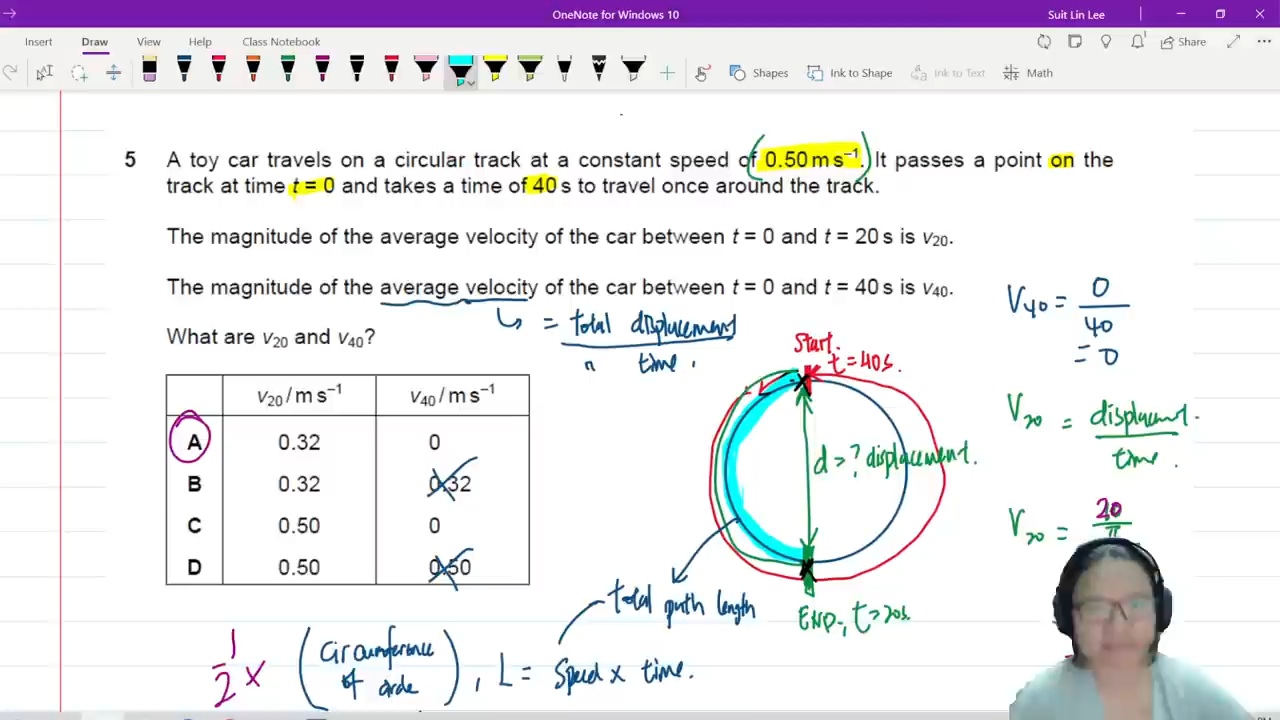 OneNote for Windows 10
Suit Lin Lee
Insert
Draw
View
Help
Class Notebook
Share
Shapes
Ink to Shape
Ink to Text
Math
5 A toy car travels on a circular track at a constant speed of (0.50 m s⁻¹.) It passes a point on the
track at time t = 0 and takes a time of 40 s to travel once around the track.
The magnitude of the average velocity of the car between t = 0 and t = 20 s is v₂₀.
The magnitude of the average velocity of the car between t = 0 and t = 40 s is v₄₀.
= total displacement
" time.
What are v₂₀ and v₄₀?
v₂₀ / m s⁻¹ v₄₀ / m s⁻¹
A 0.32 0
B 0.32 0.32
C 0.50 0
D 0.50 0.50
Start.
t = 40s.
d = ? displacement.
END, t = 20s.
total path length
V₄₀ = 0
40
= 0
V₂₀ = displacement.
time.
V₂₀ = 20
π
1/2 × (circumference
of circle), L = Speed × time.
PM